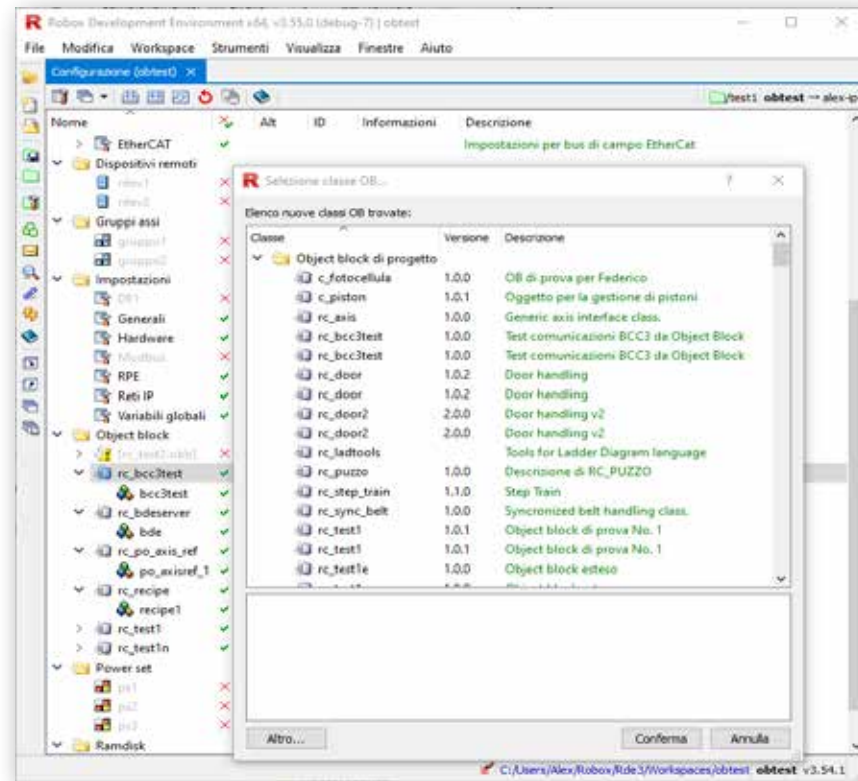 Robox Development Environment x64, v3.55.0 (debug-7) | obtest
File Modifica Workspace Strumenti Visualizza Finestre Aiuto
Configurazione (obtest)
/test1 obtest
Nome Alt ID Informazioni Descrizione
EtherCAT Impostazioni per bus di campo EtherCat
Dispositivi remoti
rdev1
rdev2
Gruppi assi
gruppo1
gruppo2
Impostazioni
Generali
Hardware
Modbus
RPE
Reti IP
Variabili globali
Object block
rc_bcc3test
bcc3test
rc_bdeserver
bde
rc_po_axis_ref
po_axisref_1
rc_recipe
recipe1
rc_test1
rc_test1n
Power set
ps1
ps2
ps3
Ramdisk
Selezione classe OB...
Elenco nuove classi OB trovate:
Classe Versione Descrizione
Object block di progetto
c_fotocellula 1.0.0 OB di prova per Federico
c_piston 1.0.1 Oggetto per la gestione di pistoni
rc_axis 1.0.0 Generic axis interface class.
rc_bcc3test 1.0.0 Test comunicazioni BCC3 da Object Block
rc_bcc3test 1.0.0 Test comunicazioni BCC3 da Object Block
rc_door 1.0.2 Door handling
rc_door 1.0.2 Door handling
rc_door2 2.0.0 Door handling v2
rc_door2 2.0.0 Door handling v2
rc_ladtools Tools for Ladder Diagram language
rc_puzzo 1.0.0 Descrizione di RC_PUZZO
rc_step_train 1.1.0 Step Train
rc_sync_belt 1.0.0 Syncronized belt handling class.
rc_test1 1.0.1 Object block di prova No. 1
rc_test1 1.0.1 Object block di prova No. 1
rc_test1e 1.0.0 Object block esteso
Altro... Conferma Annulla
C:/Users/Alex/Robox/Rde3/Workspaces/obtest obtest v3.54.1